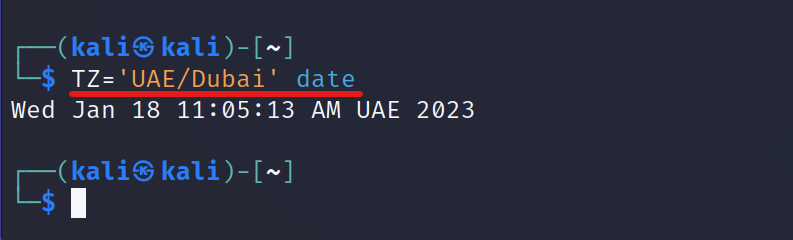 ┌──(kali㉿kali)-[~]
└─$ TZ='UAE/Dubai' date
Wed Jan 18 11:05:13 AM UAE 2023
┌──(kali㉿kali)-[~]
└─$